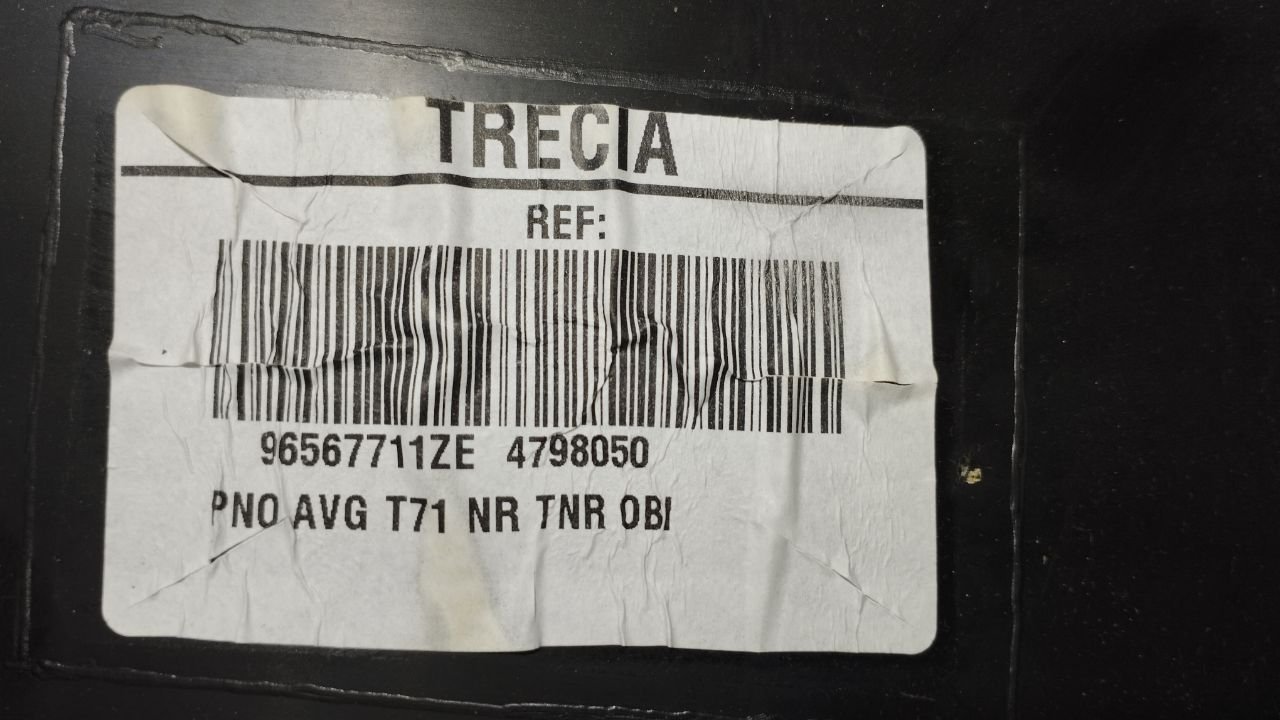 TRECIA
REF:
96567711ZE 4798050
PNO AVG T71 NR TNR OBI